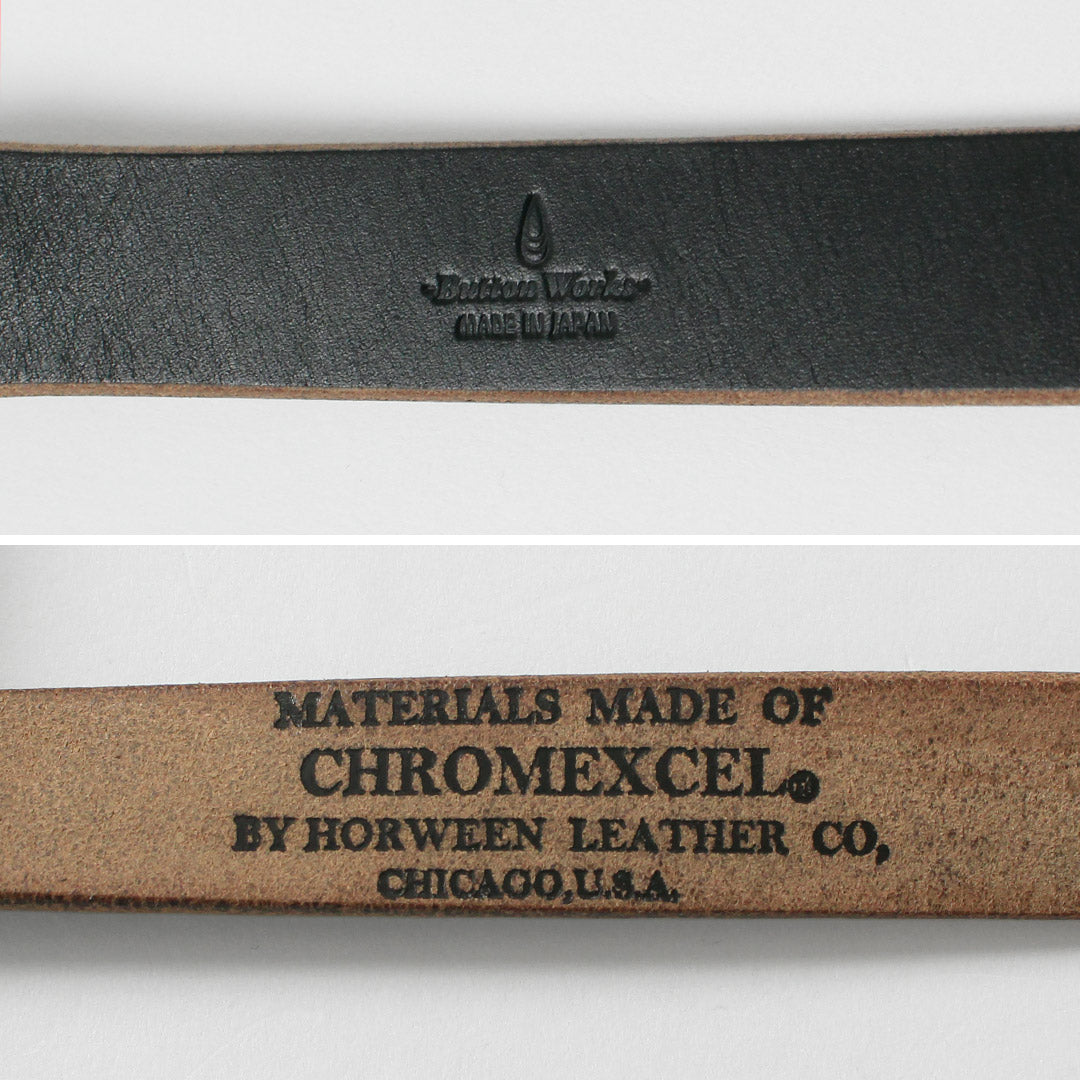 -Button Works-
MADE IN JAPAN
MATERIALS MADE OF
CHROMEXCEL
BY HORWEEN LEATHER CO,
CHICAGO,U.S.A,